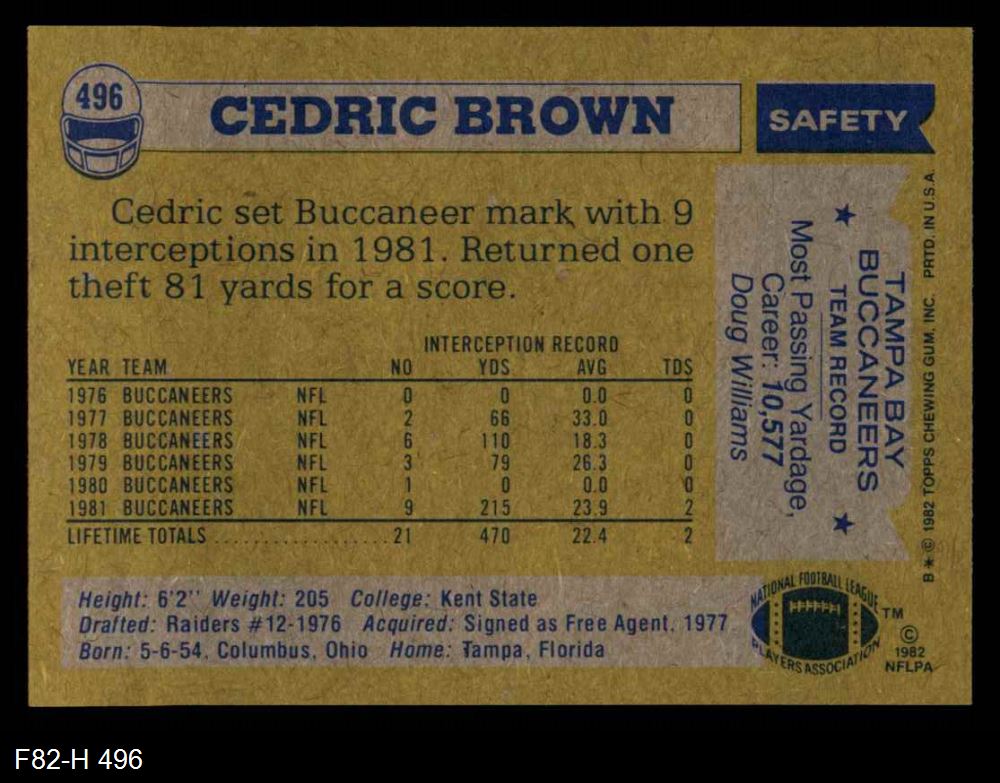 496
CEDRIC BROWN
SAFETY
Cedric set Buccaneer mark with 9
interceptions in 1981. Returned one
theft 81 yards for a score.
INTERCEPTION RECORD
YEAR TEAM NO YDS AVG TDS
1976 BUCCANEERS NFL 0 0 0.0 0
1977 BUCCANEERS NFL 2 66 33.0 0
1978 BUCCANEERS NFL 6 110 18.3 0
1979 BUCCANEERS NFL 3 79 26.3 0
1980 BUCCANEERS NFL 1 0 0.0 0
1981 BUCCANEERS NFL 9 215 23.9 2
LIFETIME TOTALS .................. 21 470 22.4 2
TAMPA BAY
BUCCANEERS
★ TEAM RECORD ★
Most Passing Yardage,
Career: 10,577
Doug Williams
B* © 1982 TOPPS CHEWING GUM, INC. PRTD. IN U.S.A.
Height: 6'2" Weight: 205 College: Kent State
Drafted: Raiders #12-1976 Acquired: Signed as Free Agent, 1977
Born: 5-6-54, Columbus, Ohio Home: Tampa, Florida
NATIONAL FOOTBALL LEAGUE
PLAYERS ASSOCIATION
TM
©
1982
NFLPA
F82-H 496